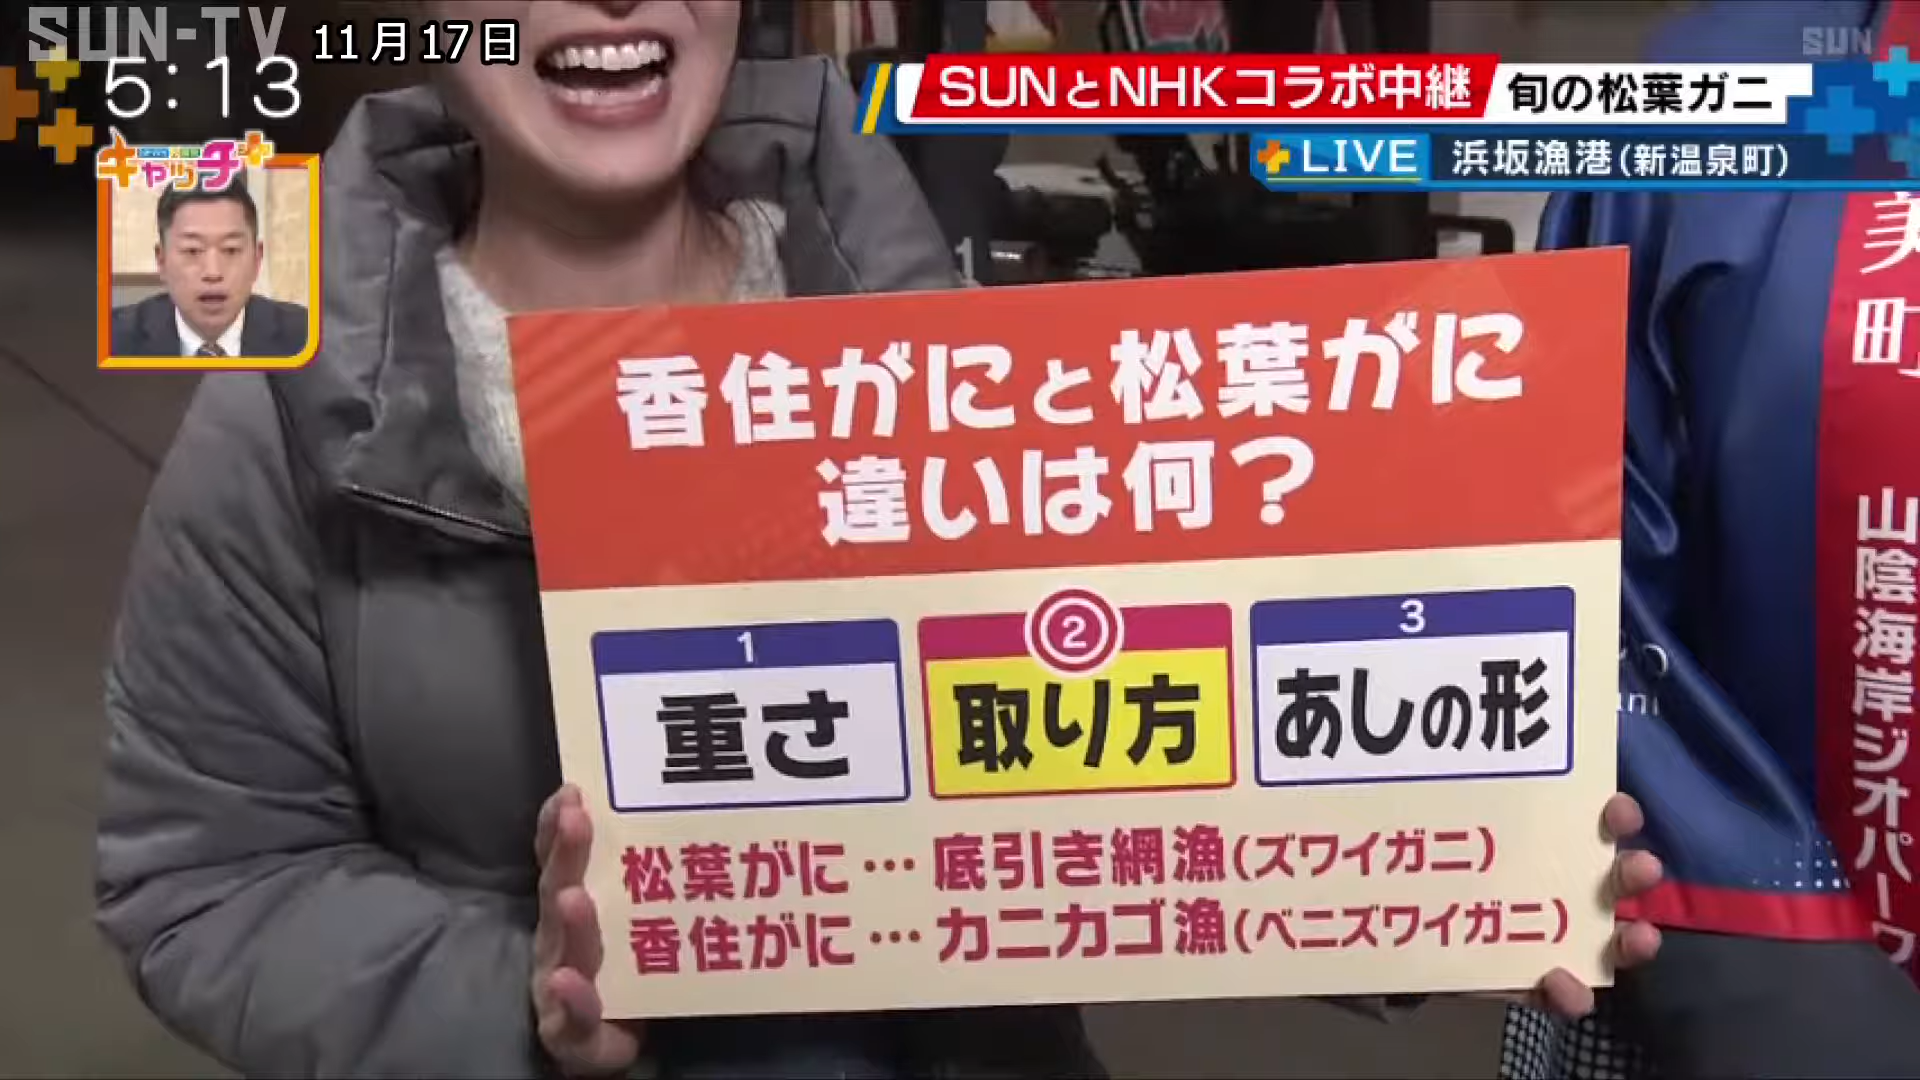 SUN-TV
11月17日
5:13
キャッチ+
SUNとNHKコラボ中継 旬の松葉ガニ
SUN
LIVE 浜坂漁港(新温泉町)
香住がにと松葉がに
違いは何?
1
重さ
②
取り方
3
あしの形
松葉がに…底引き網漁(ズワイガニ)
香住がに…カニカゴ漁(ベニズワイガニ)
美町
山陰海岸ジオパーク